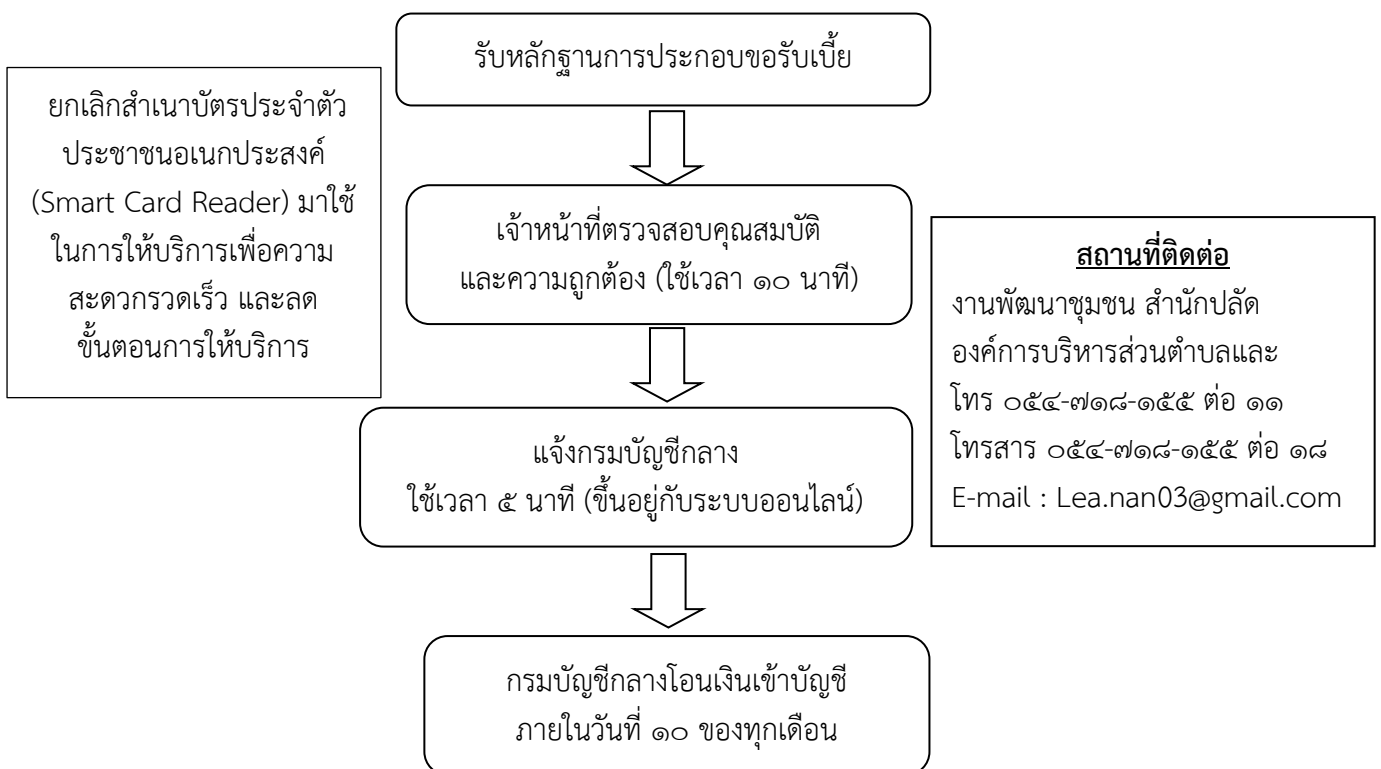 รับหลักฐานการประกอบขอรับเบี้ย
ยกเลิกสำเนาบัตรประจำตัว
ประชาชนอเนกประสงค์
(Smart Card Reader) มาใช้
ในการให้บริการเพื่อความ
สะดวกรวดเร็ว และลด
ขั้นตอนการให้บริการ
เจ้าหน้าที่ตรวจสอบคุณสมบัติ
และความถูกต้อง (ใช้เวลา ๑๐ นาที)
สถานที่ติดต่อ
งานพัฒนาชุมชน สำนักปลัด
องค์การบริหารส่วนตำบลและ
โทร ๐๕๔-๗๑๘-๑๕๕ ต่อ ๑๑
โทรสาร ๐๕๔-๗๑๘-๑๕๕ ต่อ ๑๘
E-mail : Lea.nan03@gmail.com
แจ้งกรมบัญชีกลาง
ใช้เวลา ๕ นาที (ขึ้นอยู่กับระบบออนไลน์)
กรมบัญชีกลางโอนเงินเข้าบัญชี
ภายในวันที่ ๑๐ ของทุกเดือน